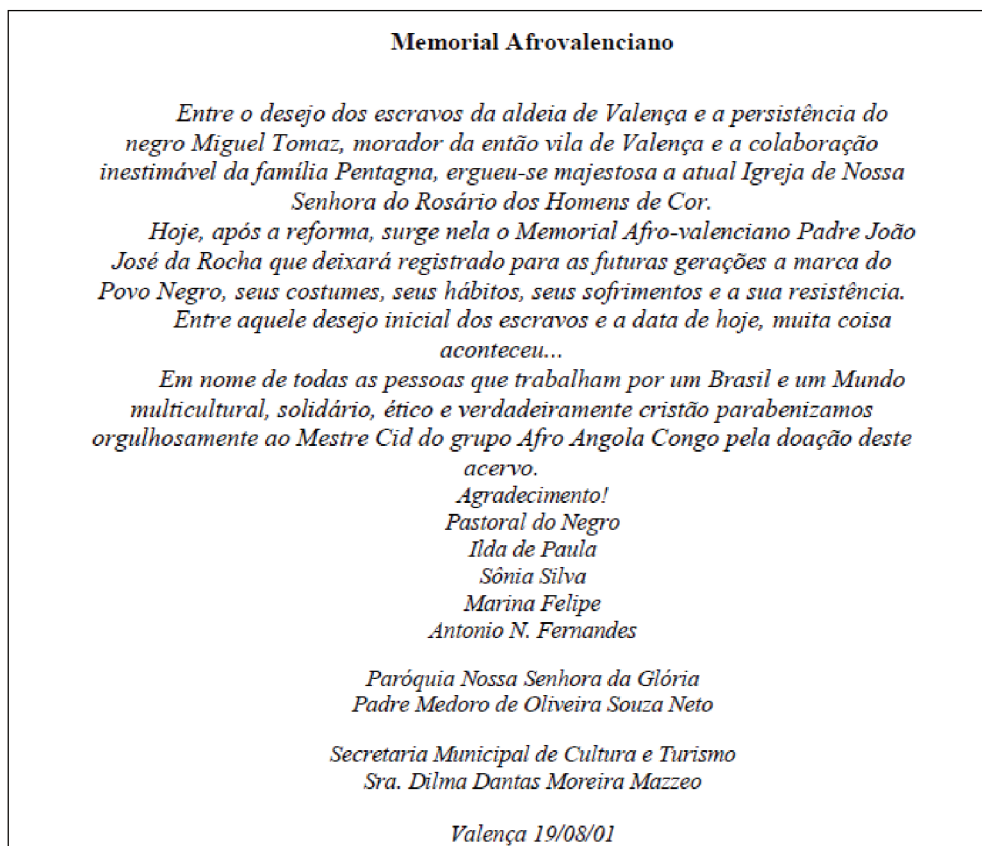 Memorial Afrovalenciano
Entre o desejo dos escravos da aldeia de Valença e a persistência do
negro Miguel Tomaz, morador da então vila de Valença e a colaboração
inestimável da família Pentagna, ergueu-se majestosa a atual Igreja de Nossa
Senhora do Rosário dos Homens de Cor.
Hoje, após a reforma, surge nela o Memorial Afro-valenciano Padre João
José da Rocha que deixará registrado para as futuras gerações a marca do
Povo Negro, seus costumes, seus hábitos, seus sofrimentos e a sua resistência.
Entre aquele desejo inicial dos escravos e a data de hoje, muita coisa
aconteceu...
Em nome de todas as pessoas que trabalham por um Brasil e um Mundo
multicultural, solidário, ético e verdadeiramente cristão parabenizamos
orgulhosamente ao Mestre Cid do grupo Afro Angola Congo pela doação deste
acervo.
Agradecimento!
Pastoral do Negro
Ilda de Paula
Sônia Silva
Marina Felipe
Antonio N. Fernandes
Paróquia Nossa Senhora da Glória
Padre Medoro de Oliveira Souza Neto
Secretaria Municipal de Cultura e Turismo
Sra. Dilma Dantas Moreira Mazzeo
Valença 19/08/01